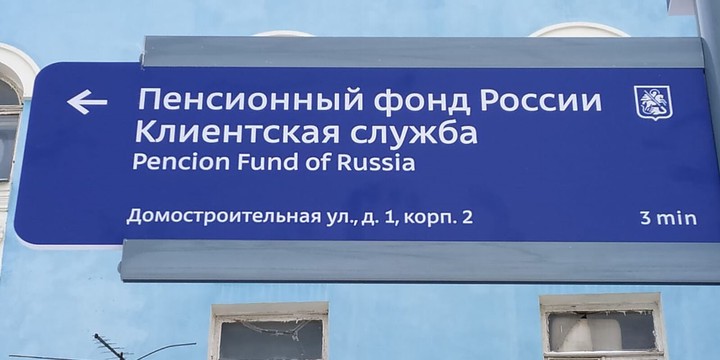 Пенсионный фонд России
Клиентская служба
Pencion Fund of Russia
Домостроительная ул., д. 1, корп. 2
3 min